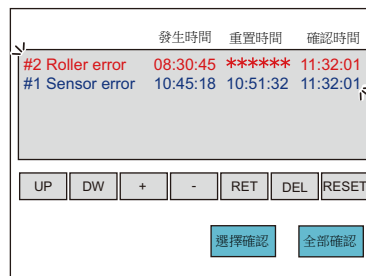 發生時間 重置時間 確認時間
#2 Roller error 08:30:45 ****** 11:32:01
#1 Sensor error 10:45:18 10:51:32 11:32:01
UP DW + - RET DEL RESET
選擇確認 全部確認